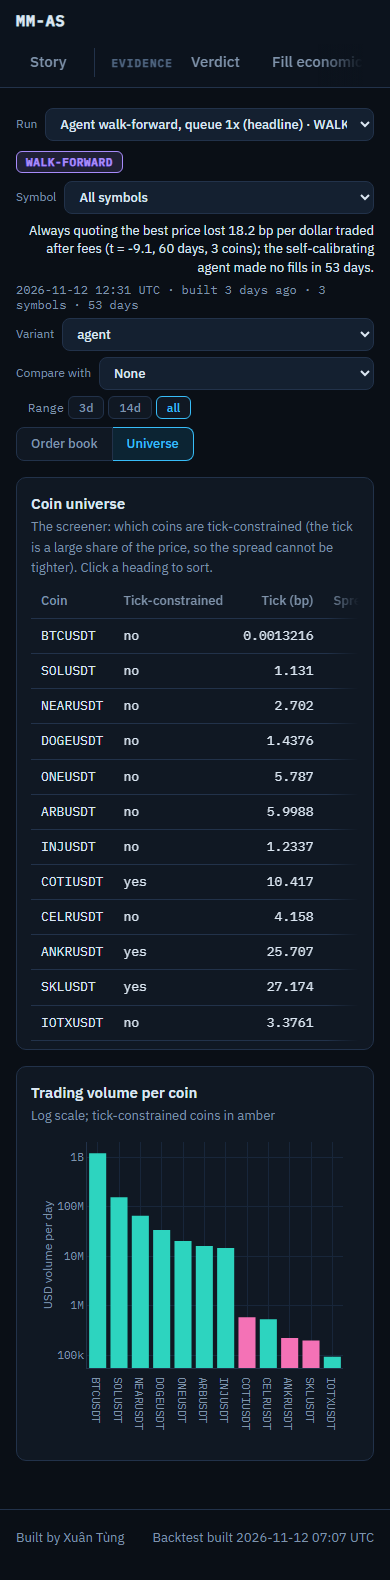 MM-AS
Story EVIDENCE Verdict Fill economic
Run Agent walk-forward, queue 1x (headline) · WALK
WALK-FORWARD
Symbol All symbols
Always quoting the best price lost 18.2 bp per dollar traded
after fees (t = -9.1, 60 days, 3 coins); the self-calibrating
agent made no fills in 53 days.
2026-11-12 12:31 UTC · built 3 days ago · 3
symbols · 53 days
Variant agent
Compare with None
Range 3d 14d all
Order book Universe
Coin universe
The screener: which coins are tick-constrained (the tick
is a large share of the price, so the spread cannot be
tighter). Click a heading to sort.
Coin Tick-constrained Tick (bp) Spre
BTCUSDT no 0.0013216
SOLUSDT no 1.131
NEARUSDT no 2.702
DOGEUSDT no 1.4376
ONEUSDT no 5.787
ARBUSDT no 5.9988
INJUSDT no 1.2337
COTIUSDT yes 10.417
CELRUSDT no 4.158
ANKRUSDT yes 25.707
SKLUSDT yes 27.174
IOTXUSDT no 3.3761
Trading volume per coin
Log scale; tick-constrained coins in amber
USD volume per day
1B
100M
10M
1M
100k
BTCUSDT
SOLUSDT
NEARUSDT
DOGEUSDT
ONEUSDT
ARBUSDT
INJUSDT
COTIUSDT
CELRUSDT
ANKRUSDT
SKLUSDT
IOTXUSDT
Built by Xuân Tùng Backtest built 2026-11-12 07:07 UTC